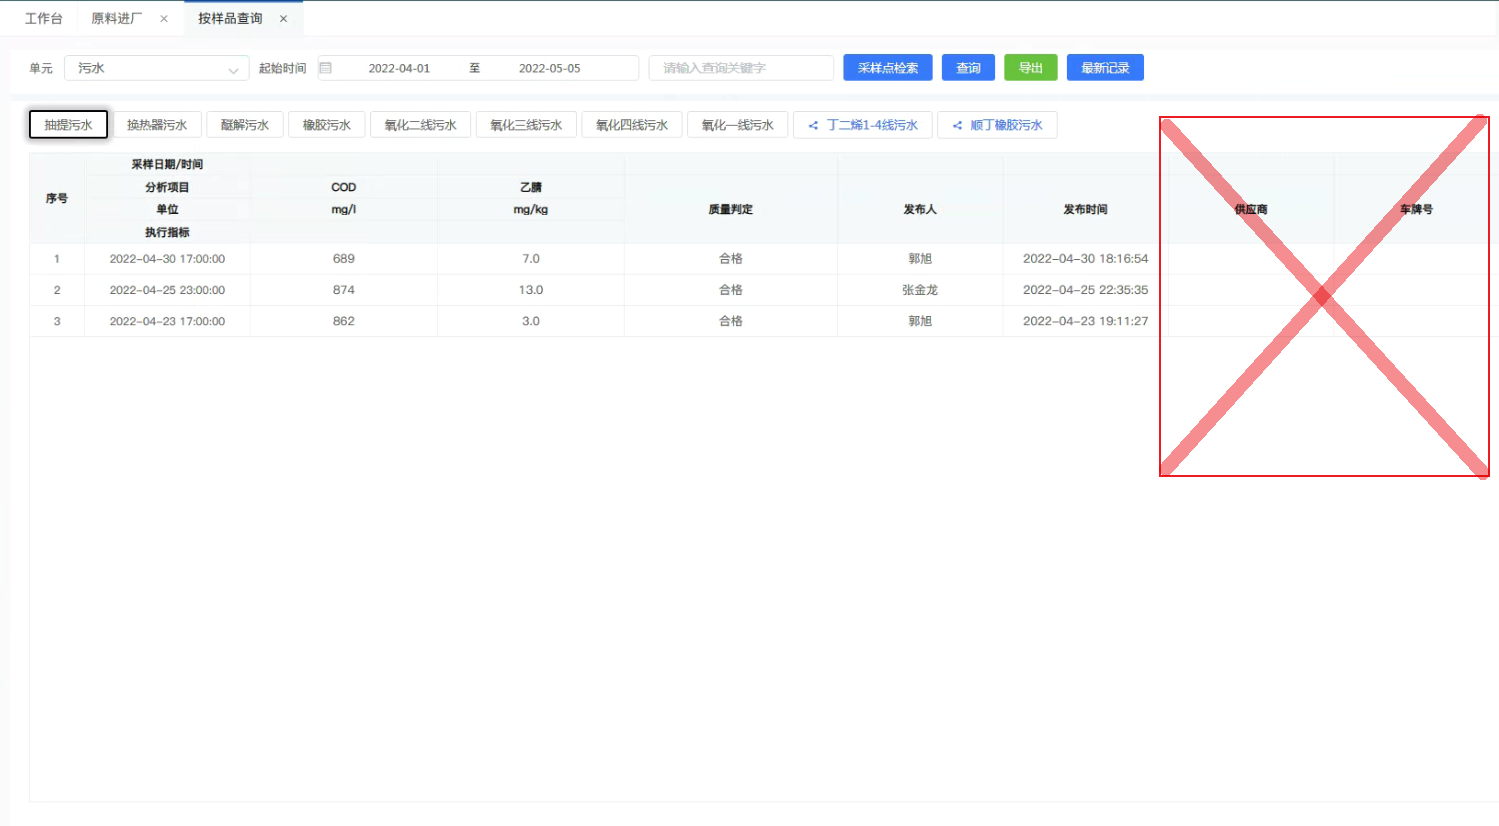 工作台 原料进厂 × 按样品查询 ×
单元 污水 起始时间 2022-04-01 至 2022-05-05 请输入查询关键字 采样点检索 查询 导出 最新记录
抽提污水 换热器污水 醚解污水 橡胶污水 氧化二线污水 氧化三线污水 氧化四线污水 氧化一线污水 丁二烯1-4线污水 顺丁橡胶污水
序号 采样日期/时间
分析项目 COD 乙腈
单位 mg/l mg/kg 质量判定 发布人 发布时间 供应商 车牌号
执行指标
1 2022-04-30 17:00:00 689 7.0 合格 郭旭 2022-04-30 18:16:54
2 2022-04-25 23:00:00 874 13.0 合格 张金龙 2022-04-25 22:35:35
3 2022-04-23 17:00:00 862 3.0 合格 郭旭 2022-04-23 19:11:27